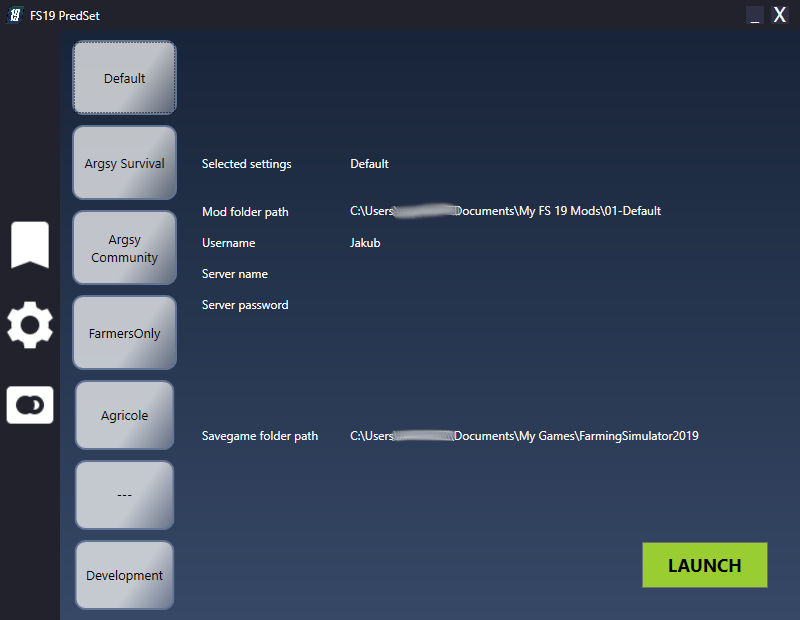 FS19 PredSet
Default
Argsy Survival
Argsy
Community
FarmersOnly
Agricole
---
Development
Selected settings Default
Mod folder path C:\Users\ Documents\My FS 19 Mods\01-Default
Username Jakub
Server name
Server password
Savegame folder path C:\Users\ Documents\My Games\FarmingSimulator2019
LAUNCH